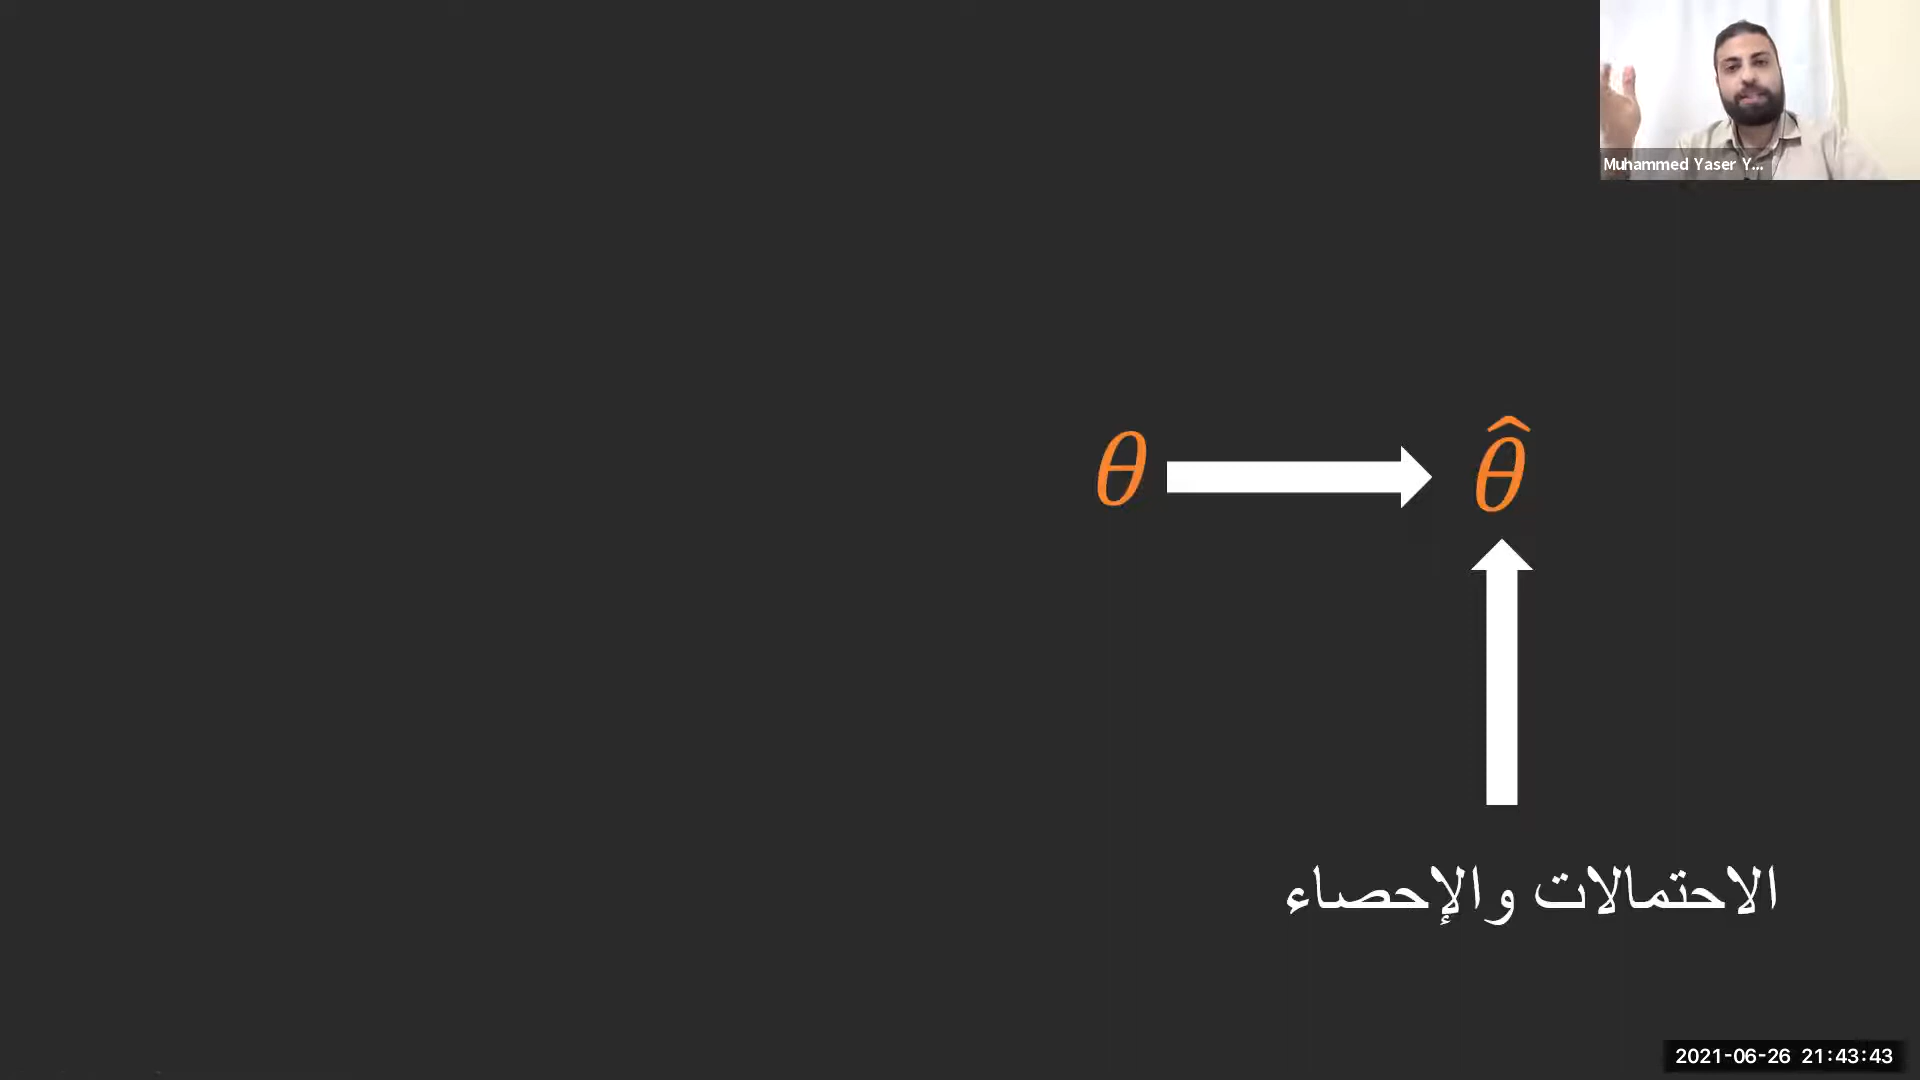 Muhammed Yaser Y...
θ
θ̂
الاحتمالات والإحصاء
2021-06-26 21:43:43